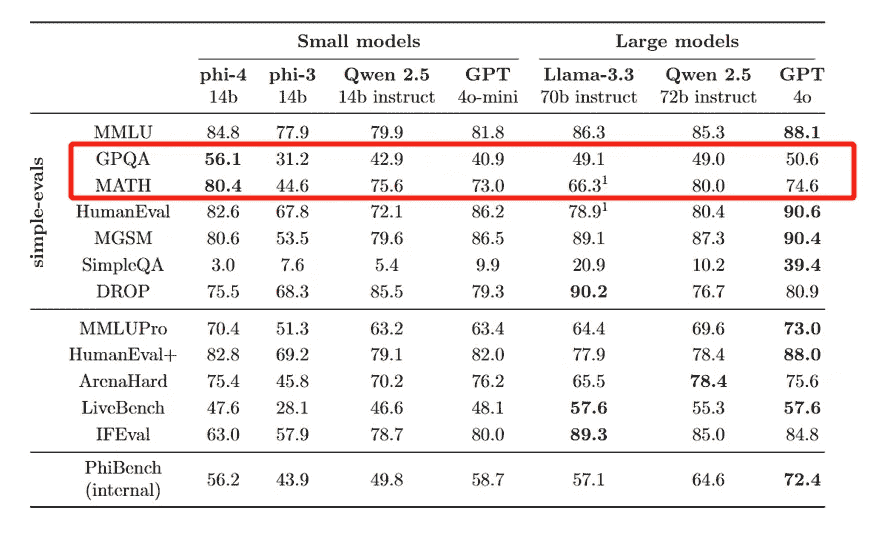 Small models Large models
phi-4 phi-3 Qwen 2.5 GPT Llama-3.3 Qwen 2.5 GPT
14b 14b 14b instruct 4o-mini 70b instruct 72b instruct 4o
simple-evals
MMLU 84.8 77.9 79.9 81.8 86.3 85.3 88.1
GPQA 56.1 31.2 42.9 40.9 49.1 49.0 50.6
MATH 80.4 44.6 75.6 73.0 66.3¹ 80.0 74.6
HumanEval 82.6 67.8 72.1 86.2 78.9¹ 80.4 90.6
MGSM 80.6 53.5 79.6 86.5 89.1 87.3 90.4
SimpleQA 3.0 7.6 5.4 9.9 20.9 10.2 39.4
DROP 75.5 68.3 85.5 79.3 90.2 76.7 80.9
MMLUPro 70.4 51.3 63.2 63.4 64.4 69.6 73.0
HumanEval+ 82.8 69.2 79.1 82.0 77.9 78.4 88.0
ArenaHard 75.4 45.8 70.2 76.2 65.5 78.4 75.6
LiveBench 47.6 28.1 46.6 48.1 57.6 55.3 57.6
IFEval 63.0 57.9 78.7 80.0 89.3 85.0 84.8
PhiBench
(internal) 56.2 43.9 49.8 58.7 57.1 64.6 72.4